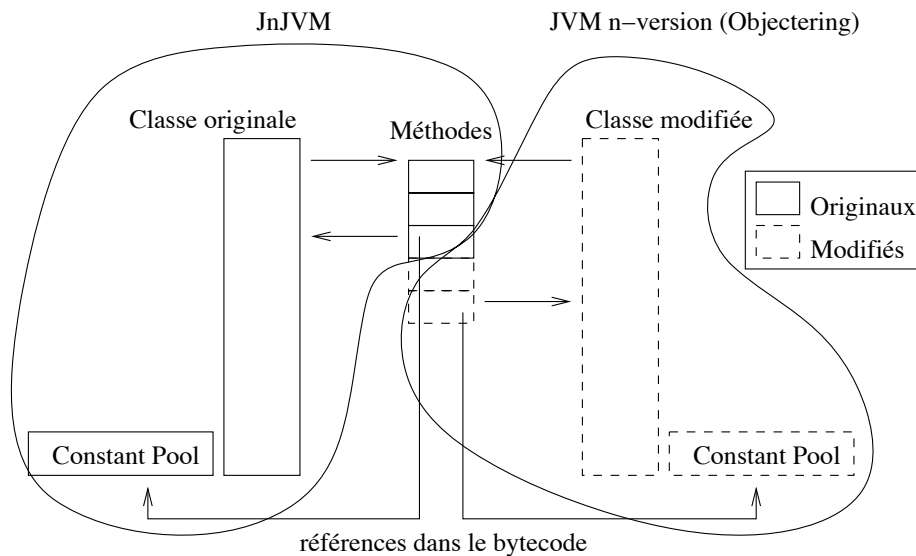 JnJVM
JVM n−version (Objectering)
Classe originale
Méthodes
Classe modifiée
Originaux
Modifiés
Constant Pool
Constant Pool
références dans le bytecode